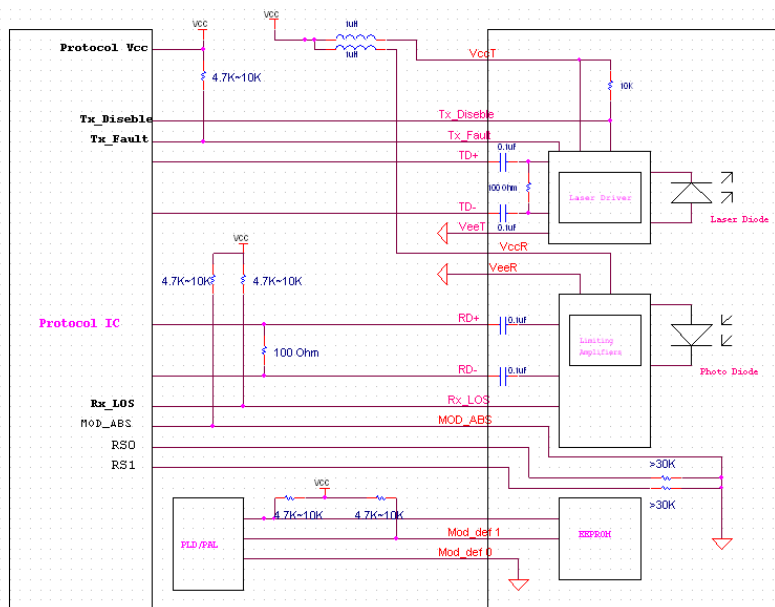 VCC
VCC
1uH
1uH
Protocol Vcc
VccT
4.7K~10K
10K
Tx_Diseble
Tx_Diseble
Tx_Fault
Tx_Fault
0.1uf
TD+
100 Ohm
Laser Driver
TD-
0.1uf
Laser Diode
VeeT
VCC
VccR
VeeR
4.7K~10K
4.7K~10K
Protocol IC
RD+
0.1uf
Limiting
Amplifiers
100 Ohm
RD-
0.1uf
Photo Diode
Rx_LOS
Rx_LOS
MOD_ABS
MOD_ABS
RS0
RS1
>30K
VCC
>30K
4.7K~10K
4.7K~10K
Mod_def 1
PLD/PAL
EEPROM
Mod_def 0